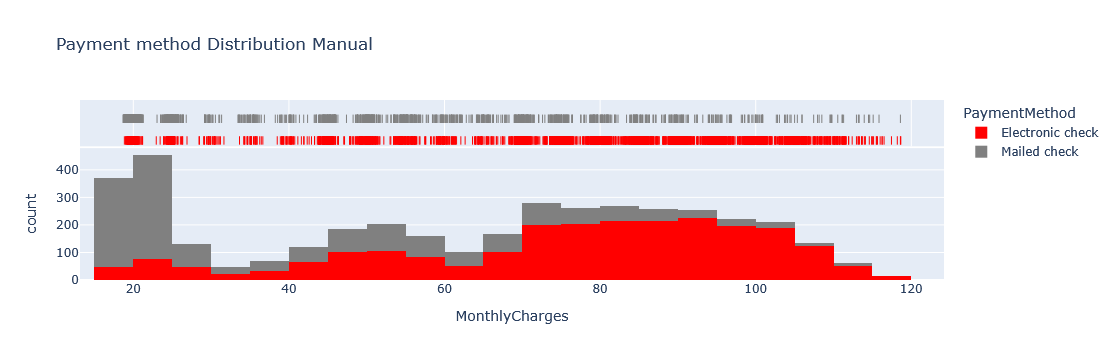 Payment method Distribution Manual
PaymentMethod
Electronic check
Mailed check
400
300
200
100
0
count
20 40 60 80 100 120
MonthlyCharges